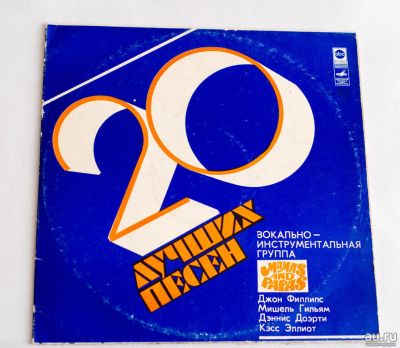 abc
20
ЛУЧШИХ
ПЕСЕН
ВОКАЛЬНО—
ИНСТРУМЕНТАЛЬНАЯ
ГРУППА
MAMAS
AND
PAPAS
Джон Филлипс
Мишель Гильям
Дэннис Доэрти
Кэсс Эллиот
au.ru